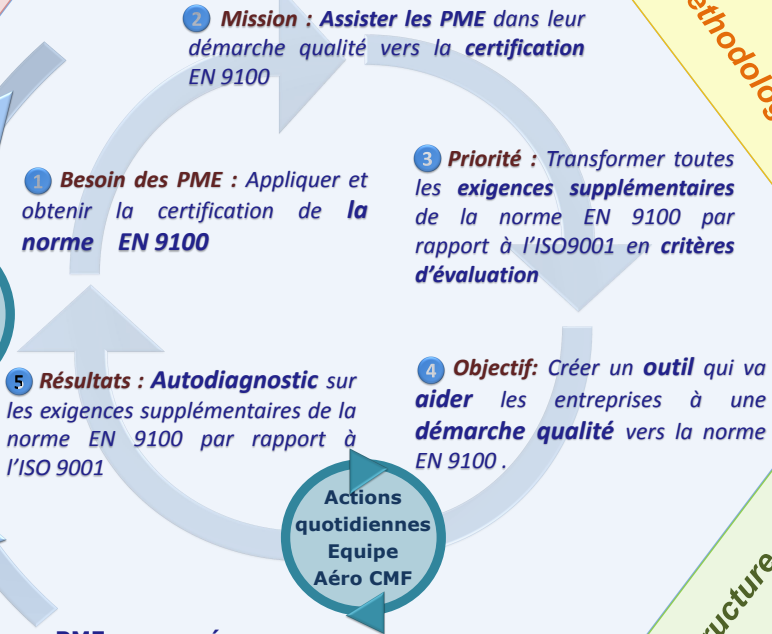 2 Mission : Assister les PME dans leur
démarche qualité vers la certification
EN 9100
1 Besoin des PME : Appliquer et
obtenir la certification de la
norme EN 9100
3 Priorité : Transformer toutes
les exigences supplémentaires
de la norme EN 9100 par
rapport à l'ISO9001 en critères
d'évaluation
4 Objectif: Créer un outil qui va
aider les entreprises à une
démarche qualité vers la norme
EN 9100 .
5 Résultats : Autodiagnostic sur
les exigences supplémentaires de la
norme EN 9100 par rapport à
l'ISO 9001
Actions
quotidiennes
Equipe
Aéro CMF